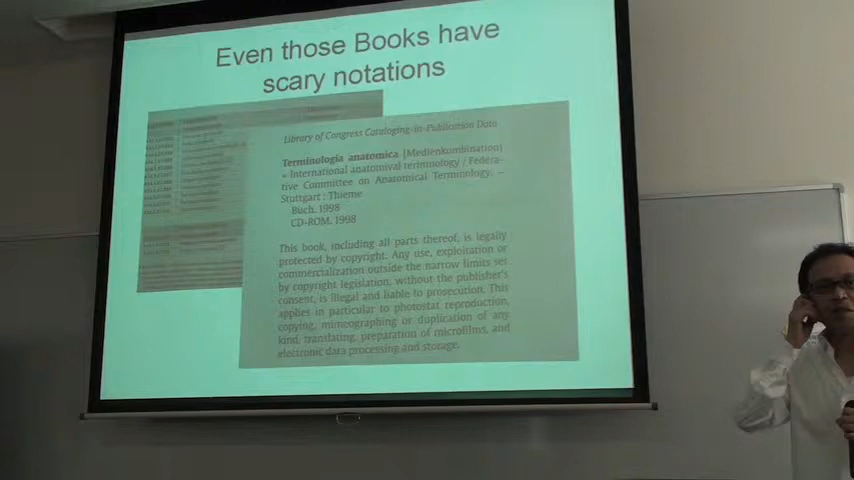 Even those Books have
scary notations
Library of Congress Cataloging-in-Publication Data
Terminologia anatomica [Medienkombination]
= International anatomical terminology / Federa-
tive Committee on Anatomical Terminology. –
Stuttgart : Thieme
Buch. 1998
CD-ROM. 1998
This book, including all parts thereof, is legally
protected by copyright. Any use, exploitation or
commercialization outside the narrow limits set
by copyright legislation, without the publisher's
consent, is illegal and liable to prosecution. This
applies in particular to photostat reproduction,
copying, mimeographing or duplication of any
kind, translating, preparation of microfilms, and
electronic data processing and storage.